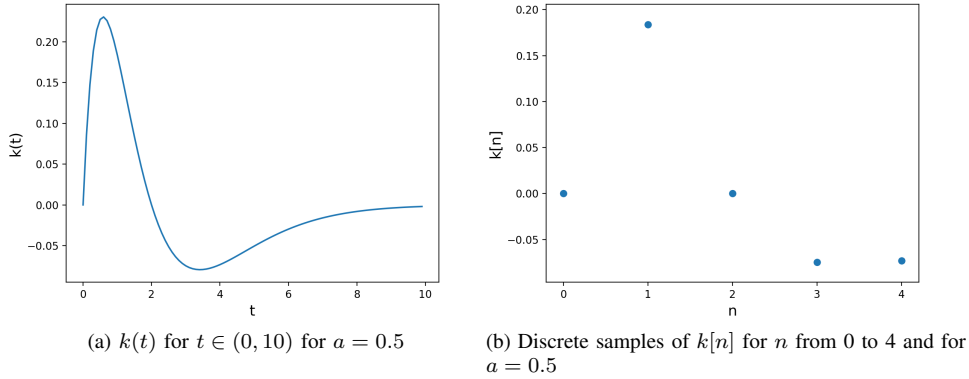 0.20
0.15
0.10
0.05
0.00
−0.05
k(t)
0 2 4 6 8 10
t
(a) k(t) for t ∈ (0, 10) for a = 0.5
0.20
0.15
0.10
0.05
0.00
−0.05
k[n]
0 1 2 3 4
n
(b) Discrete samples of k[n] for n from 0 to 4 and for
a = 0.5